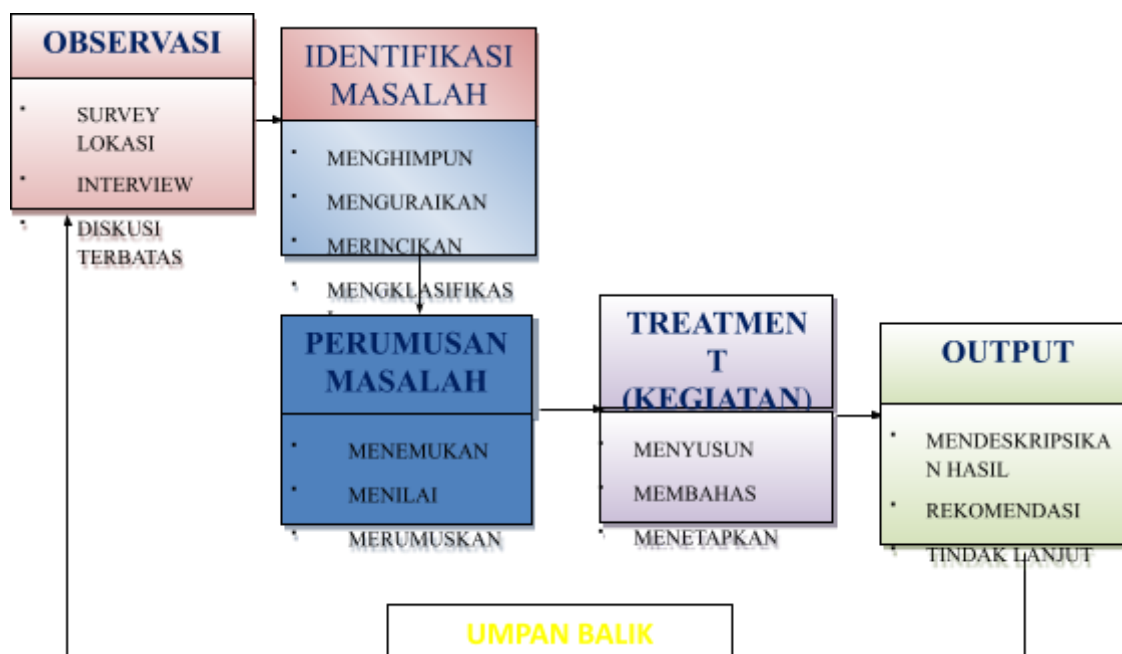 OBSERVASI
SURVEY
LOKASI
INTERVIEW
DISKUSI
TERBATAS
IDENTIFIKASI
MASALAH
MENGHIMPUN
MENGURAIKAN
MERINCIKAN
MENGKLASIFIKAS
PERUMUSAN
MASALAH
MENEMUKAN
MENILAI
MERUMUSKAN
TREATMEN
T
(KEGIATAN)
MENYUSUN
MEMBAHAS
MENETAPKAN
OUTPUT
MENDESKRIPSIKA
N HASIL
REKOMENDASI
TINDAK LANJUT
UMPAN BALIK